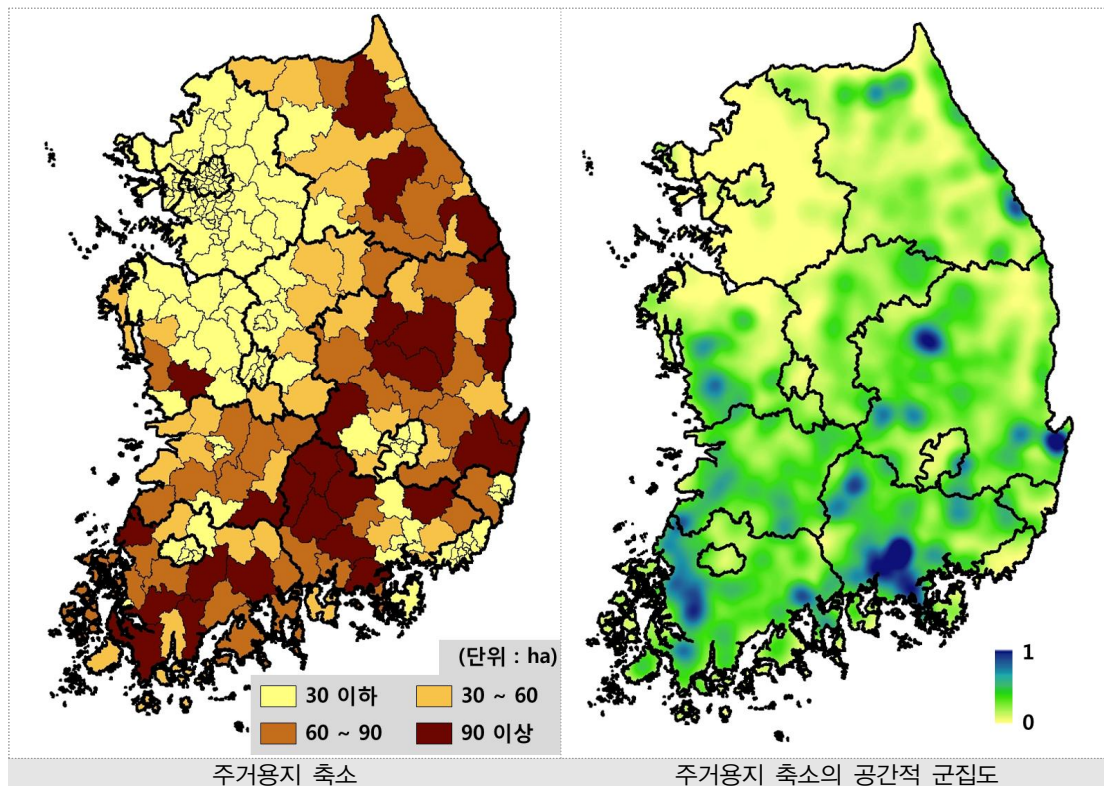 (단위 : ha)
30 이하
30 ~ 60
60 ~ 90
90 이상
1
0
주거용지 축소
주거용지 축소의 공간적 군집도